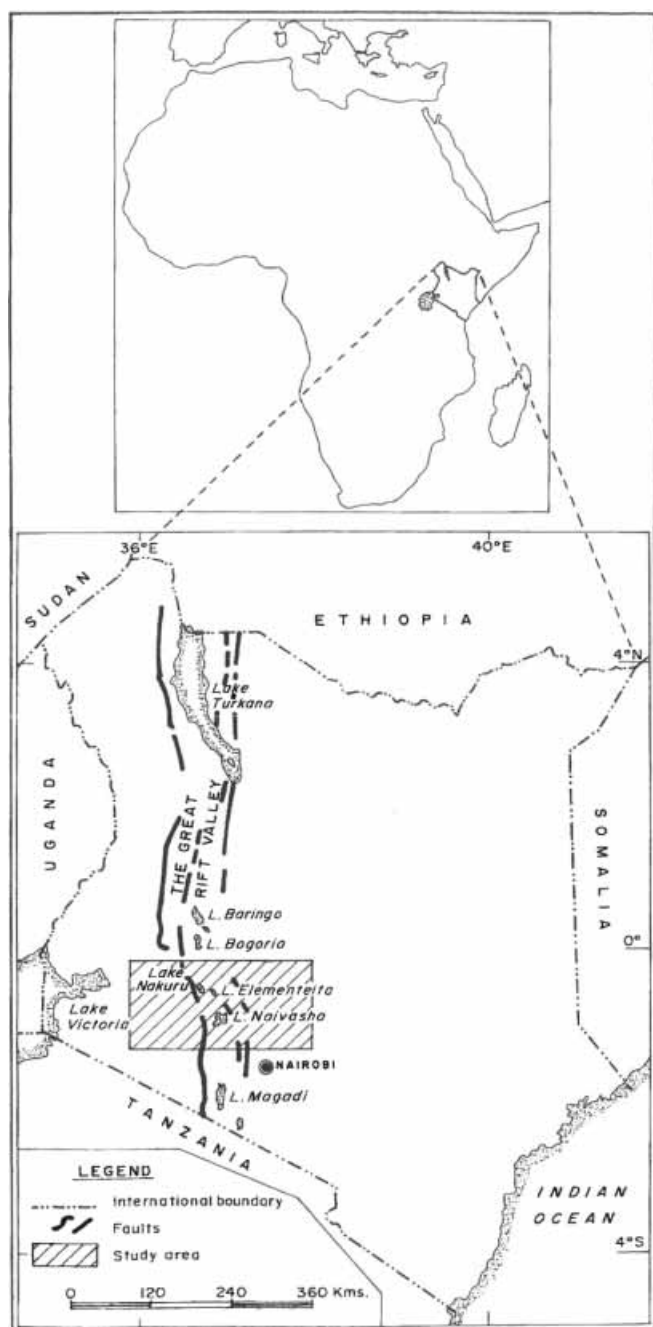 36°E
40°E
SUDAN
ETHIOPIA
4°N
Lake
Turkana
UGANDA
THE GREAT
RIFT VALLEY
SOMALIA
L. Baringo
L. Bogoria
0°
Lake
Nakuru
L. Elementeita
Lake
Victoria
L. Naivasha
NAIROBI
L. Magadi
TANZANIA
LEGEND
International boundary
INDIAN
OCEAN
Faults
Study area
4°S
0 120 240 360 Kms.